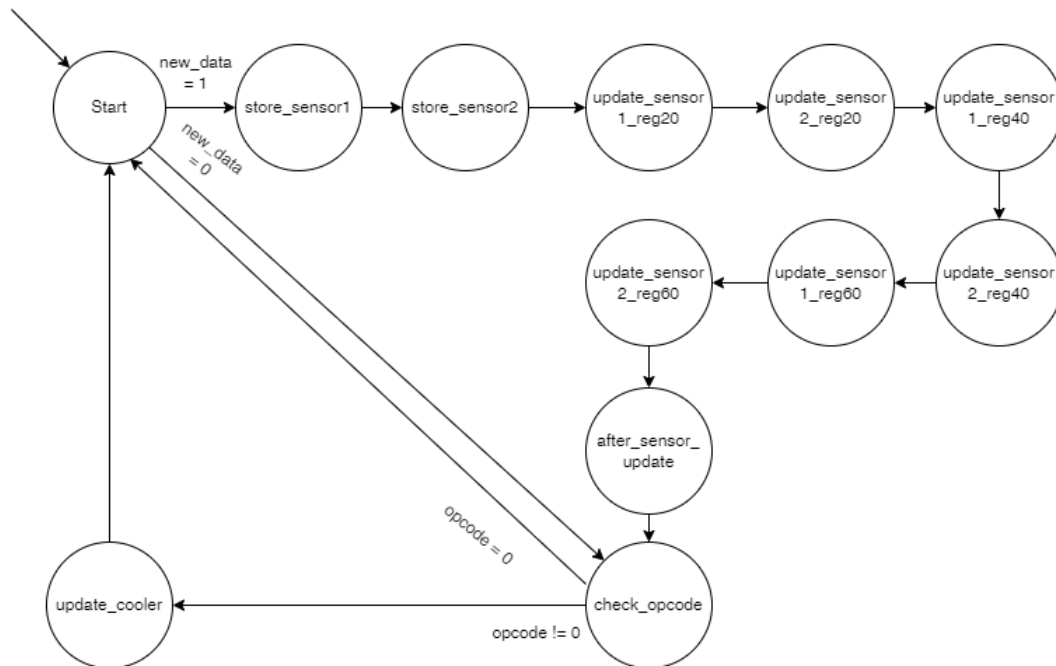 new_data
= 1
Start
store_sensor1
store_sensor2
update_sensor
1_reg20
update_sensor
2_reg20
update_sensor
1_reg40
new_data
= 0
update_sensor
2_reg60
update_sensor
1_reg60
update_sensor
2_reg40
after_sensor_
update
opcode = 0
update_cooler
check_opcode
opcode != 0